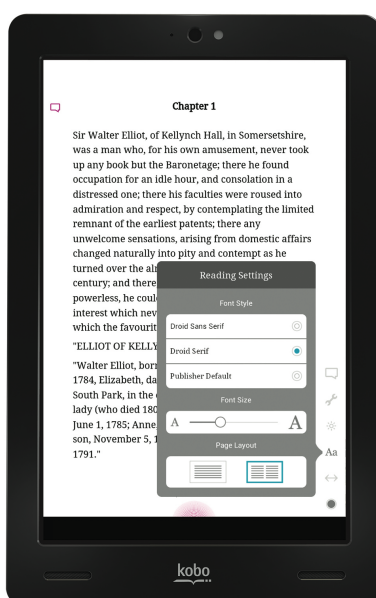 Chapter 1
Sir Walter Elliot, of Kellynch Hall, in Somersetshire,
was a man who, for his own amusement, never took
up any book but the Baronetage; there he found
occupation for an idle hour, and consolation in a
distressed one; there his faculties were roused into
admiration and respect, by contemplating the limited
remnant of the earliest patents; there any
unwelcome sensations, arising from domestic affairs
changed naturally into pity and contempt as he
turned over the al
century; and there
powerless, he coul
interest which nev
which the favourit
"ELLIOT OF KELLY
"Walter Elliot, bor
1784, Elizabeth, da
South Park, in the
lady (who died 180
June 1, 1785; Anne,
son, November 5, 1
1791."
Reading Settings
Font Style
Droid Sans Serif
Droid Serif
Publisher Default
Font Size
A A
Page Layout
Aa
kobo